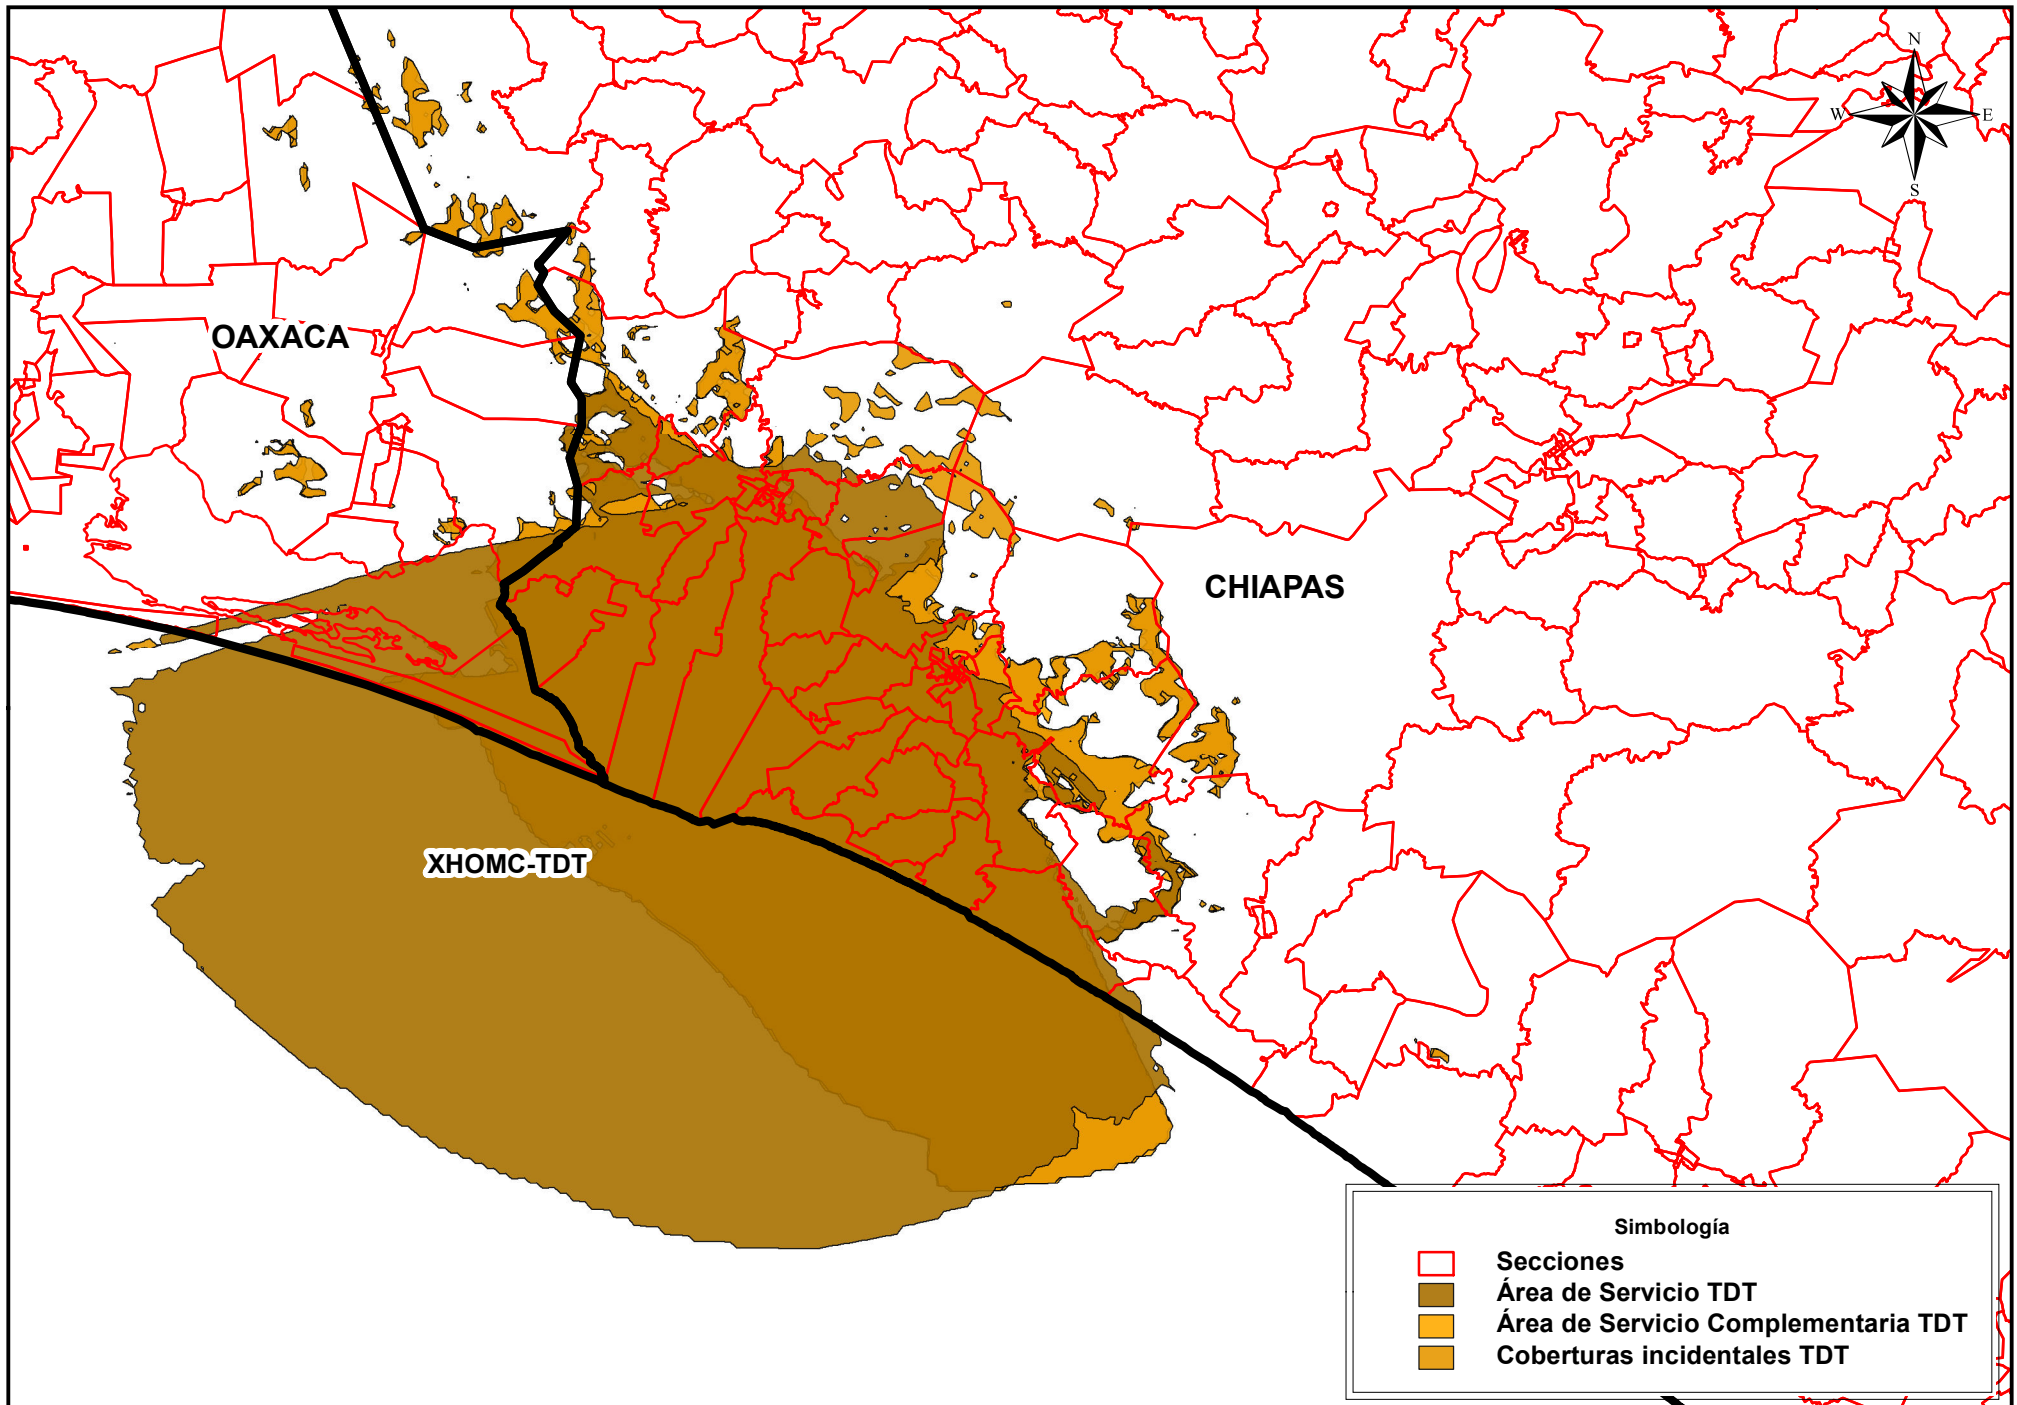 N
W E
S
OAXACA
CHIAPAS
XHOMC-TDT
Simbología
Secciones
Área de Servicio TDT
Área de Servicio Complementaria TDT
Coberturas incidentales TDT